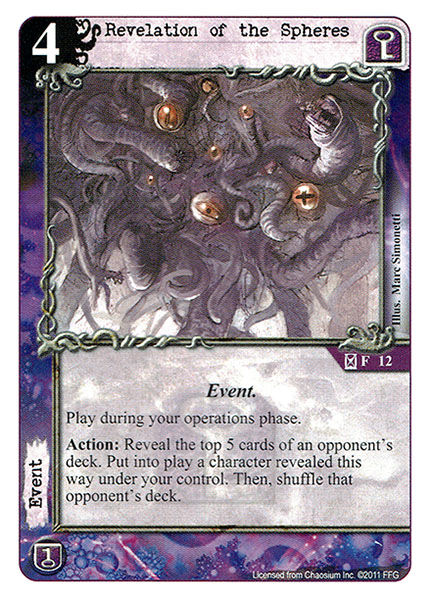 4
Revelation of the Spheres
Illus. Marc Simonetti
F 12
Event.
Play during your operations phase.
Action: Reveal the top 5 cards of an opponent's
deck. Put into play a character revealed this
way under your control. Then, shuffle that
opponent's deck.
Event
1
Licensed from Chaosium Inc. ©2011 FFG